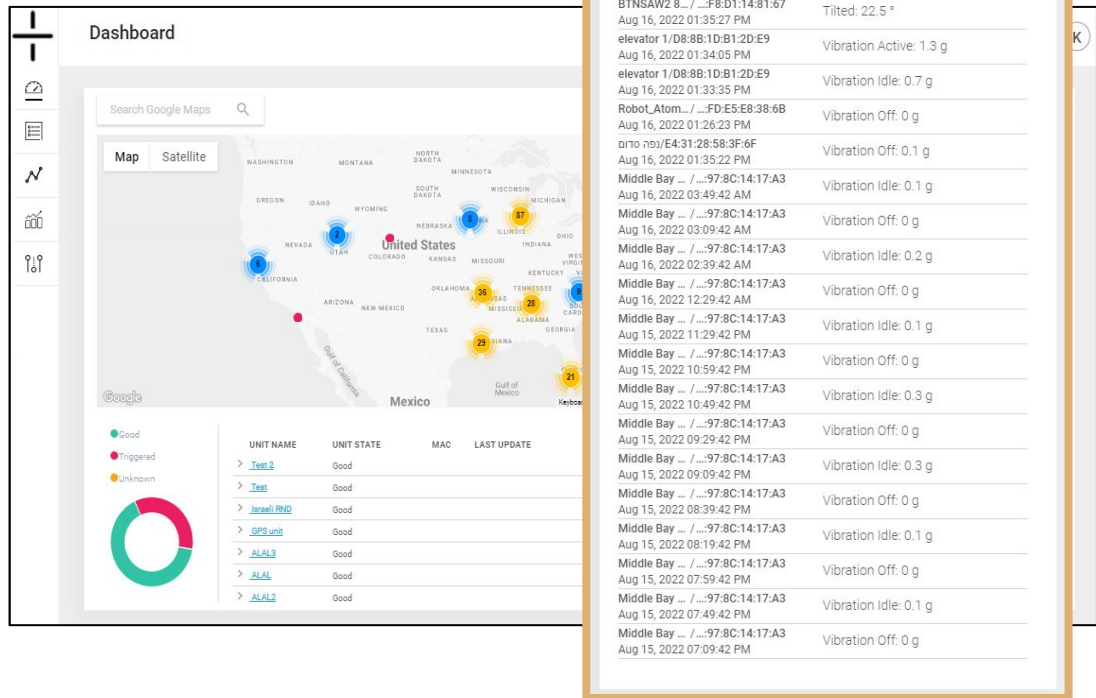 Dashboard
K
Search Google Maps
Map Satellite
WASHINGTON
MONTANA
NORTH
DAKOTA
MINNESOTA
OREGON
IDAHO
SOUTH
DAKOTA
WISCONSIN
MICHIGAN
WYOMING
8
87
NEBRASKA
ILLINOIS
OHIO
NEVADA
2
UTAH
United States
COLORADO
KANSAS
MISSOURI
INDIANA
KENTUCKY
6
CALIFORNIA
OKLAHOMA
36
TENNESSEE
9
ARIZONA
NEW MEXICO
28
ALABAMA
GEORGIA
TEXAS
29
Gulf of
California
21
Gulf of
Mexico
Mexico
Google
Good
Triggered
Unknown
UNIT NAME UNIT STATE MAC LAST UPDATE
Test 2 Good
Test Good
Israeli RND Good
GPS unit Good
ALAL3 Good
ALAL Good
ALAL2 Good
BTNSAW2 8... / ...:F8:D1:14:81:67
Aug 16, 2022 01:35:27 PM
Tilted: 22.5 °
elevator 1/D8:8B:1D:B1:2D:E9
Aug 16, 2022 01:34:05 PM
Vibration Active: 1.3 g
elevator 1/D8:8B:1D:B1:2D:E9
Aug 16, 2022 01:33:35 PM
Vibration Idle: 0.7 g
Robot_Atom... / ...:FD:E5:E8:38:6B
Aug 16, 2022 01:26:23 PM
Vibration Off: 0 g
נפה סדום/E4:31:28:58:3F:6F
Aug 16, 2022 01:35:22 PM
Vibration Off: 0.1 g
Middle Bay ... / ...:97:8C:14:17:A3
Aug 16, 2022 03:49:42 AM
Vibration Idle: 0.1 g
Middle Bay ... / ...:97:8C:14:17:A3
Aug 16, 2022 03:09:42 AM
Vibration Off: 0 g
Middle Bay ... / ...:97:8C:14:17:A3
Aug 16, 2022 02:39:42 AM
Vibration Idle: 0.2 g
Middle Bay ... / ...:97:8C:14:17:A3
Aug 16, 2022 12:29:42 AM
Vibration Off: 0 g
Middle Bay ... / ...:97:8C:14:17:A3
Aug 15, 2022 11:29:42 PM
Vibration Idle: 0.1 g
Middle Bay ... / ...:97:8C:14:17:A3
Aug 15, 2022 10:59:42 PM
Vibration Off: 0 g
Middle Bay ... / ...:97:8C:14:17:A3
Aug 15, 2022 10:49:42 PM
Vibration Idle: 0.3 g
Middle Bay ... / ...:97:8C:14:17:A3
Aug 15, 2022 09:29:42 PM
Vibration Off: 0 g
Middle Bay ... / ...:97:8C:14:17:A3
Aug 15, 2022 09:09:42 PM
Vibration Idle: 0.3 g
Middle Bay ... / ...:97:8C:14:17:A3
Aug 15, 2022 08:39:42 PM
Vibration Off: 0 g
Middle Bay ... / ...:97:8C:14:17:A3
Aug 15, 2022 08:19:42 PM
Vibration Idle: 0.1 g
Middle Bay ... / ...:97:8C:14:17:A3
Aug 15, 2022 07:59:42 PM
Vibration Off: 0 g
Middle Bay ... / ...:97:8C:14:17:A3
Aug 15, 2022 07:49:42 PM
Vibration Idle: 0.1 g
Middle Bay ... / ...:97:8C:14:17:A3
Aug 15, 2022 07:09:42 PM
Vibration Off: 0 g